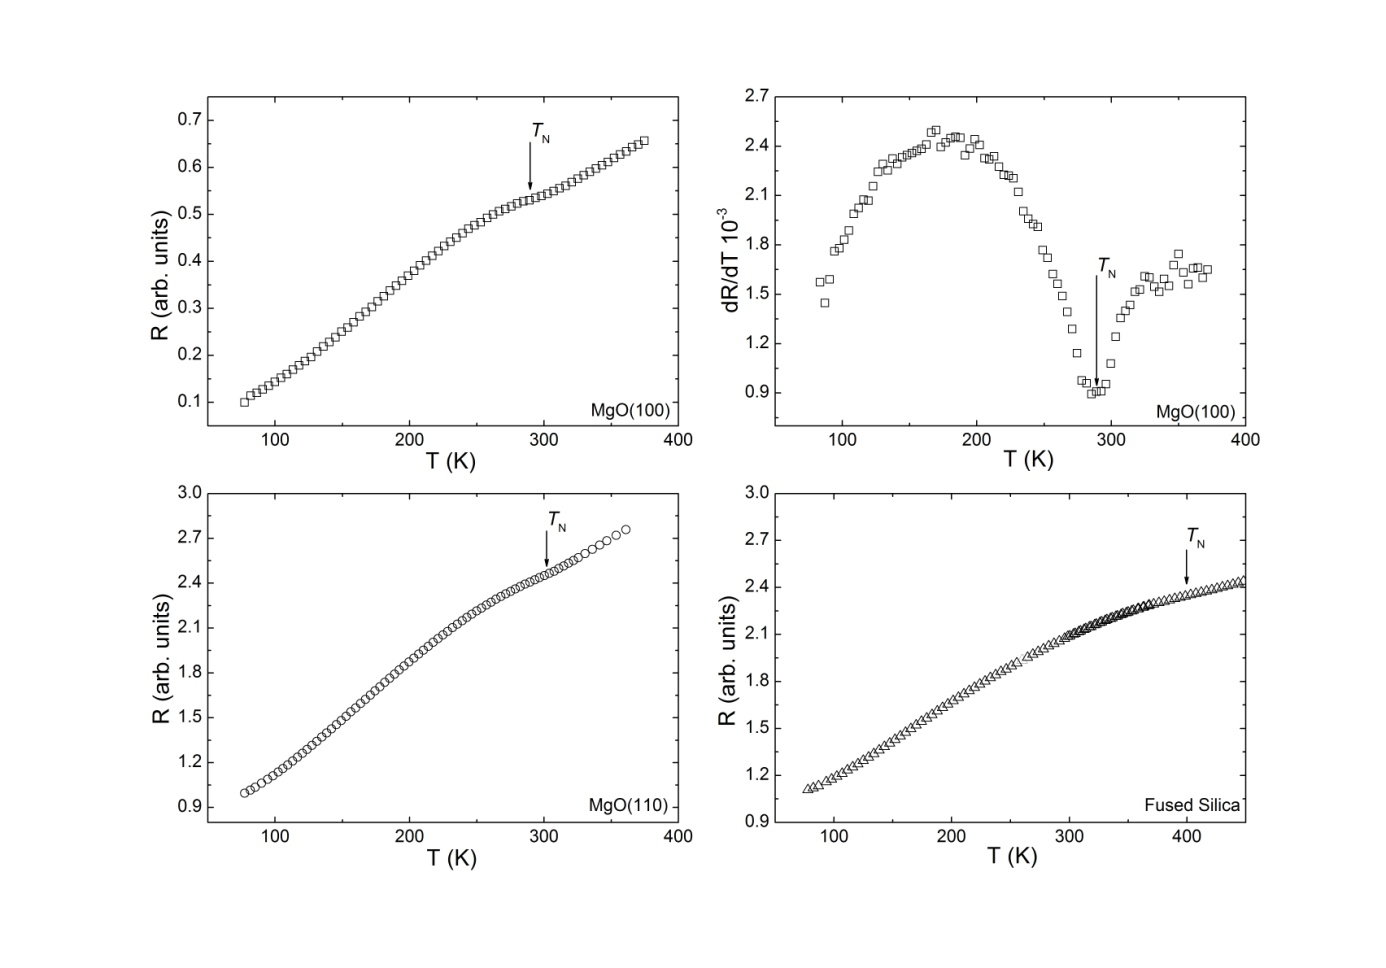 0.7
0.6
0.5
0.4
0.3
0.2
0.1
R (arb. units)
T_N
MgO(100)
100 200 300 400
T (K)
2.7
2.4
2.1
1.8
1.5
1.2
0.9
dR/dT 10^-3
T_N
MgO(100)
100 200 300 400
T (K)
3.0
2.7
2.4
2.1
1.8
1.5
1.2
0.9
R (arb. units)
T_N
MgO(110)
100 200 300 400
T (K)
3.0
2.7
2.4
2.1
1.8
1.5
1.2
0.9
R (arb. units)
T_N
Fused Silica
100 200 300 400
T (K)